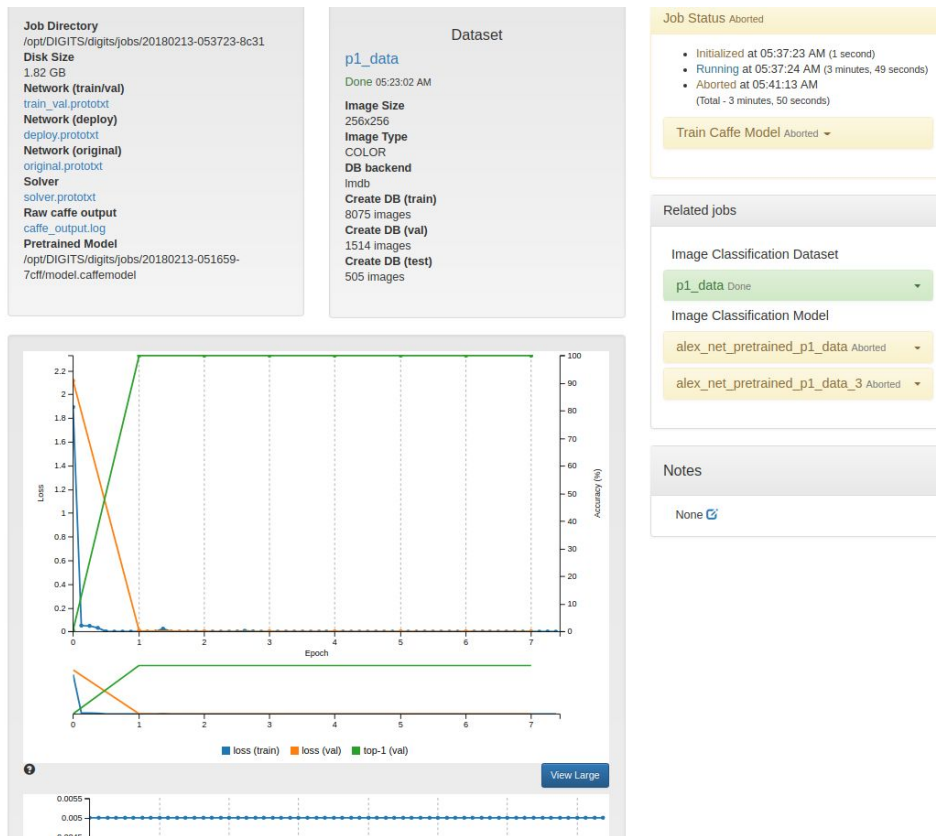 Job Directory
/opt/DIGITS/digits/jobs/20180213-053723-8c31
Disk Size
1.82 GB
Network (train/val)
train_val.prototxt
Network (deploy)
deploy.prototxt
Network (original)
original.prototxt
Solver
solver.prototxt
Raw caffe output
caffe_output.log
Pretrained Model
/opt/DIGITS/digits/jobs/20180213-051659-
7cff/model.caffemodel
Dataset
p1_data
Done 05:23:02 AM
Image Size
256x256
Image Type
COLOR
DB backend
lmdb
Create DB (train)
8075 images
Create DB (val)
1514 images
Create DB (test)
505 images
Job Status Aborted
Initialized at 05:37:23 AM (1 second)
Running at 05:37:24 AM (3 minutes, 49 seconds)
Aborted at 05:41:13 AM
(Total - 3 minutes, 50 seconds)
Train Caffe Model Aborted
Related jobs
Image Classification Dataset
p1_data Done
Image Classification Model
alex_net_pretrained_p1_data Aborted
alex_net_pretrained_p1_data_3 Aborted
Notes
None
2.2
2
1.8
1.6
1.4
1.2
1
0.8
0.6
0.4
0.2
0
Loss
100
90
80
70
60
50
40
30
20
10
0
Accuracy (%)
0 1 2 3 4 5 6 7
Epoch
0 1 2 3 4 5 6 7
loss (train) loss (val) top-1 (val)
View Large
0.0055
0.005